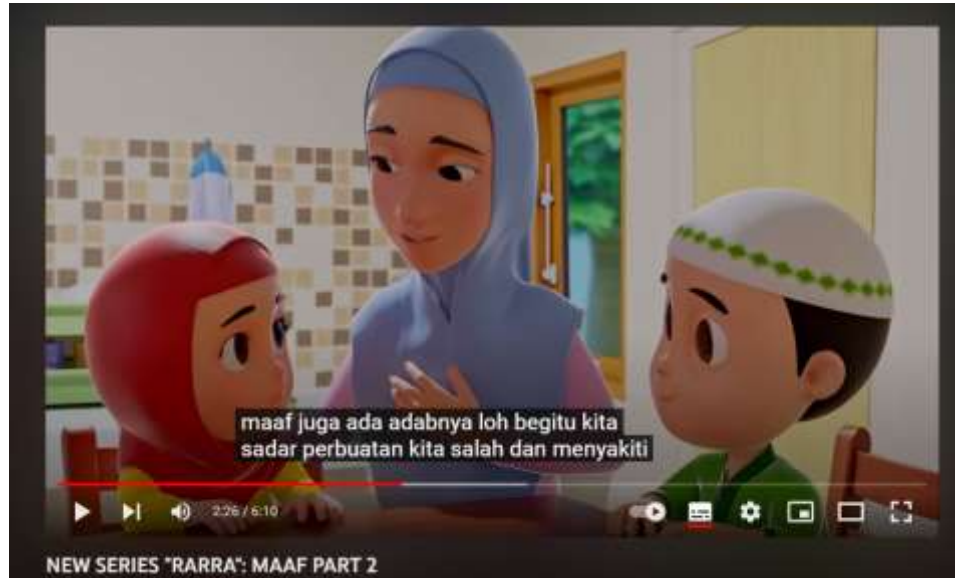 maaf juga ada adabnya loh begitu kita
sadar perbuatan kita salah dan menyakiti
2:26 / 6:10
NEW SERIES "RARRA": MAAF PART 2